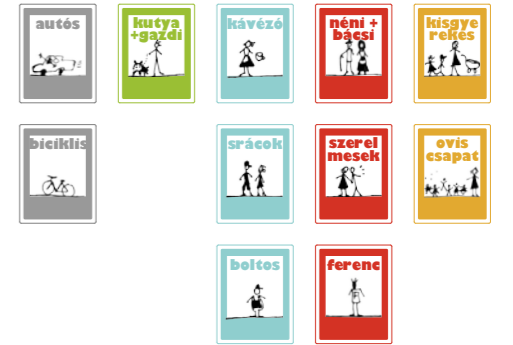 autós
kutya
+gazdi
kávézó
néni +
bácsi
kisgye
rekes
biciklis
srácok
szerel
mesek
ovis
csapat
boltos
ferenc